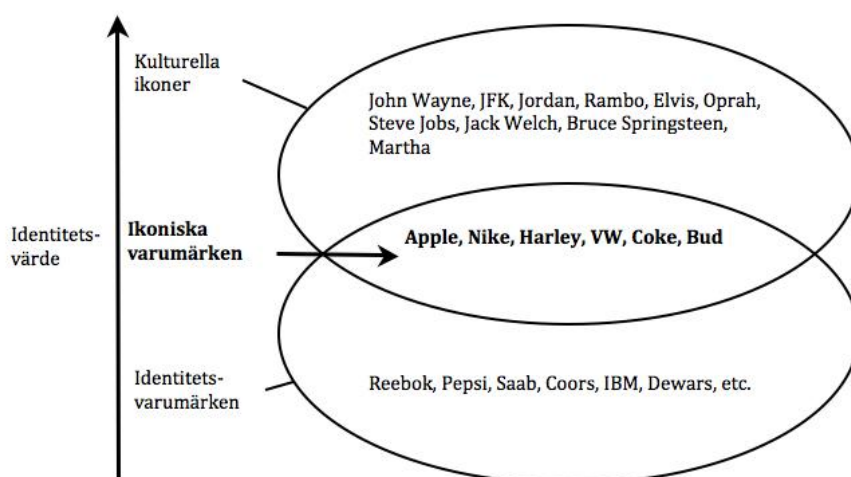 Kulturella
ikoner
John Wayne, JFK, Jordan, Rambo, Elvis, Oprah,
Steve Jobs, Jack Welch, Bruce Springsteen,
Martha
Identitets-
värde
Ikoniska
varumärken
Apple, Nike, Harley, VW, Coke, Bud
Identitets-
varumärken
Reebok, Pepsi, Saab, Coors, IBM, Dewars, etc.